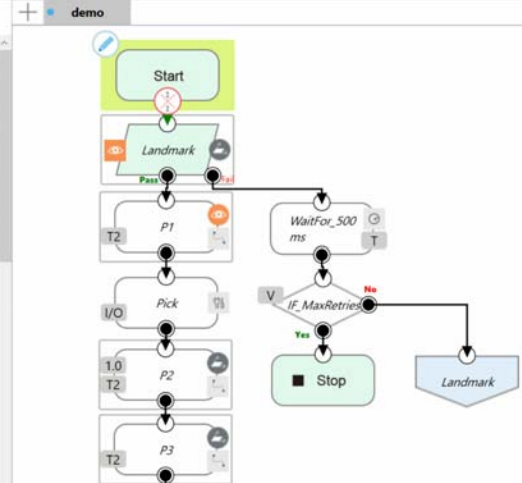 demo
Start
Landmark
Pass
Fail
P1
T2
WaitFor_500
ms
T
Pick
I/O
V
IF_MaxRetries
No
Yes
1.0
T2
P2
Stop
Landmark
P3
T2